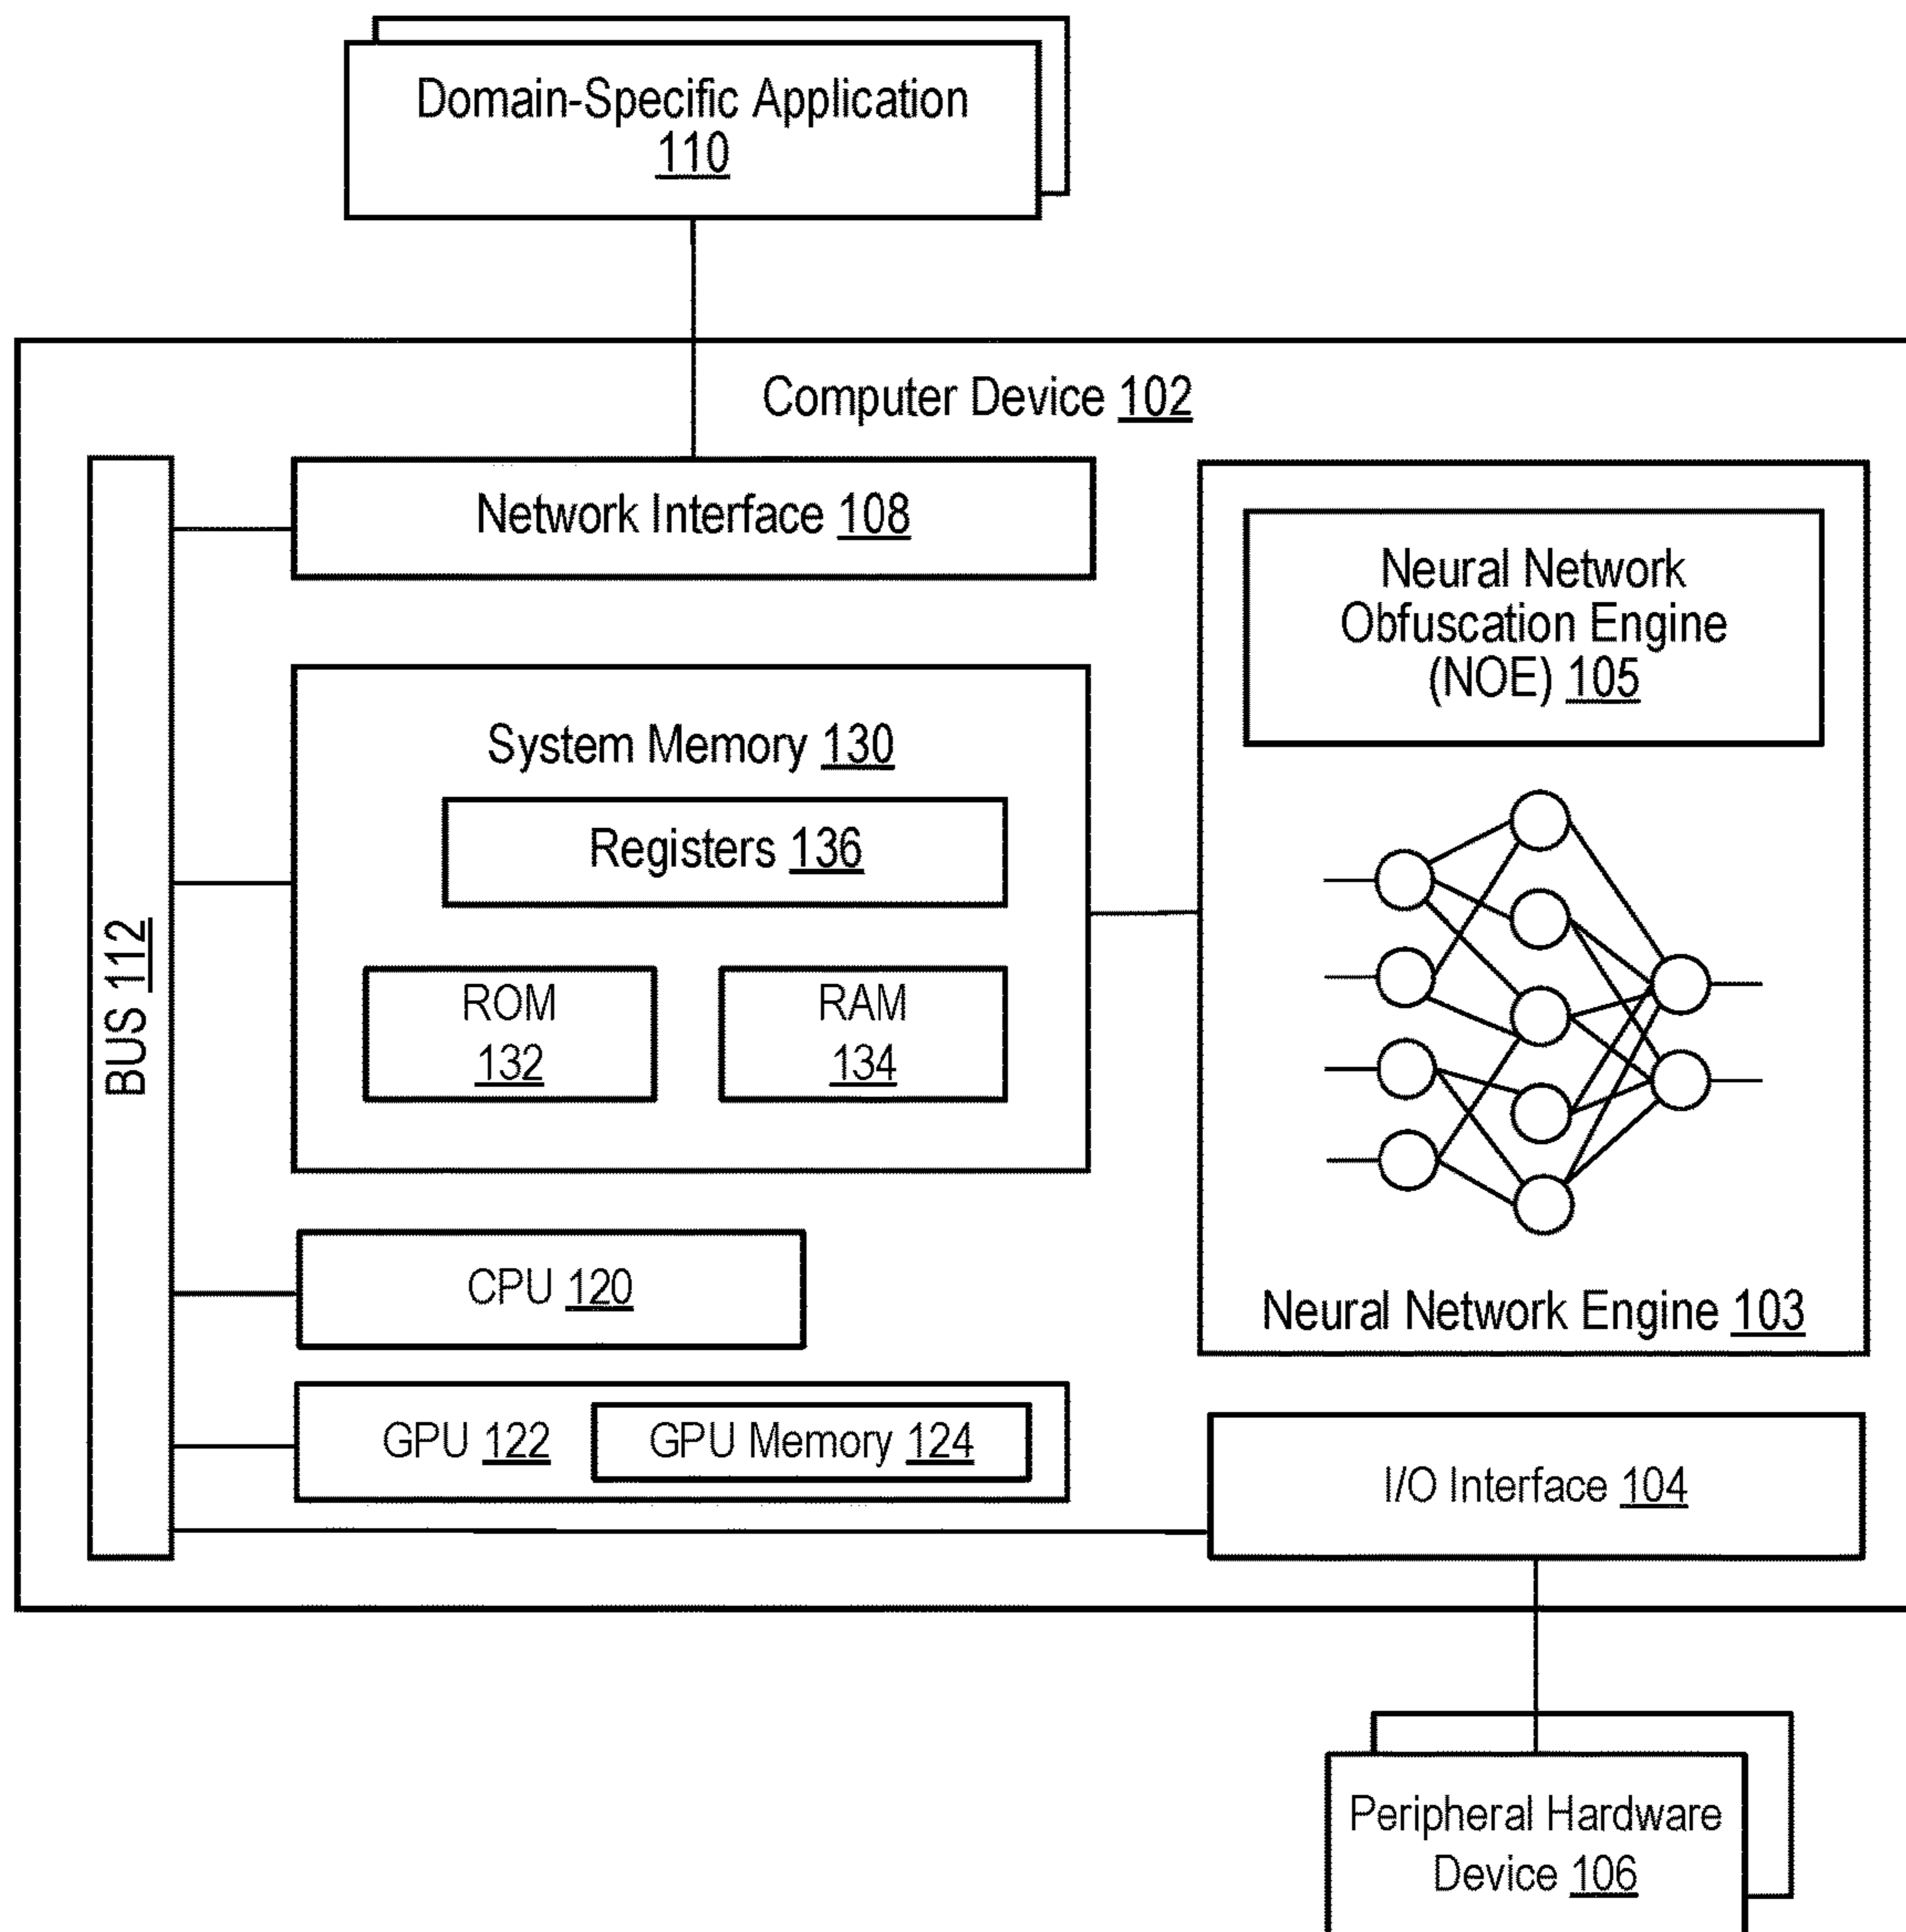 Domain-Specific Application
110
Computer Device 102
BUS 112
Network Interface 108
Neural Network
Obfuscation Engine
(NOE) 105
System Memory 130
Registers 136
ROM
132
RAM
134
CPU 120
Neural Network Engine 103
GPU 122
GPU Memory 124
I/O Interface 104
Peripheral Hardware
Device 106